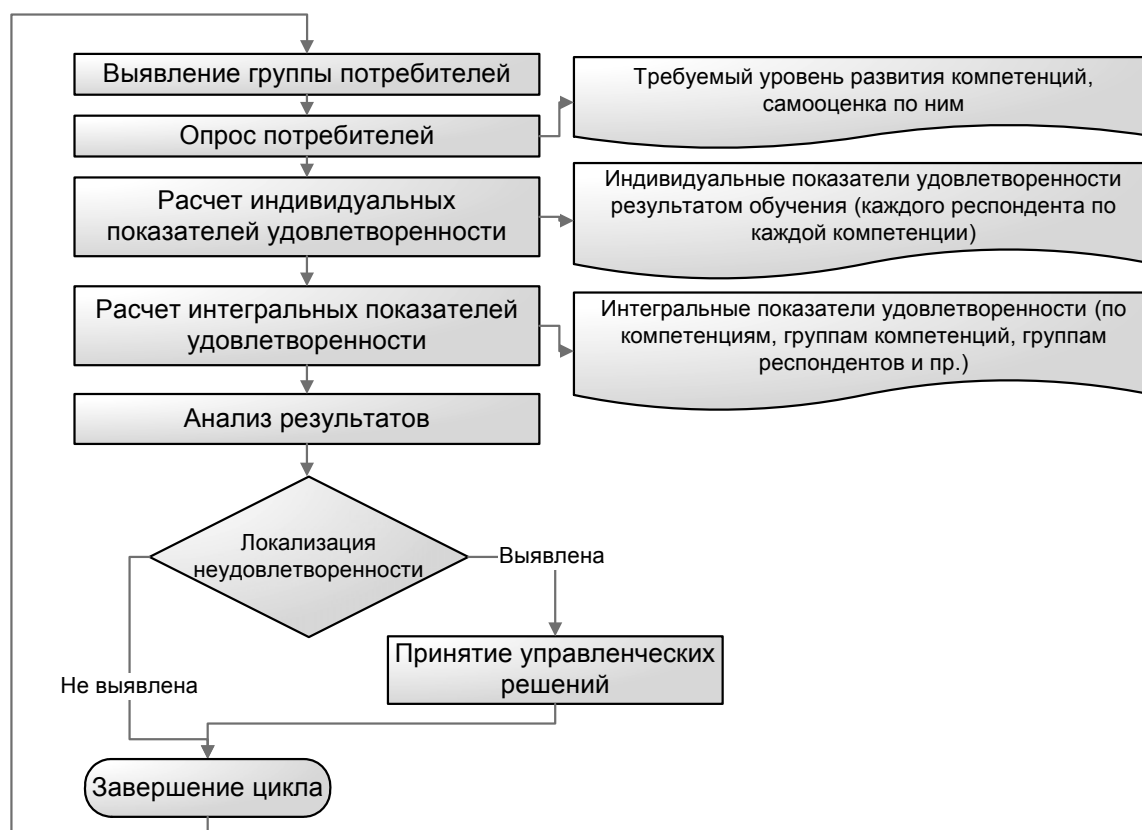 Выявление группы потребителей
Требуемый уровень развития компетенций,
самооценка по ним
Опрос потребителей
Расчет индивидуальных
показателей удовлетворенности
Индивидуальные показатели удовлетворенности
результатом обучения (каждого респондента по
каждой компетенции)
Расчет интегральных показателей
удовлетворенности
Интегральные показатели удовлетворенности (по
компетенциям, группам компетенций, группам
респондентов и пр.)
Анализ результатов
Локализация
неудовлетворенности
Выявлена
Принятие управленческих
решений
Не выявлена
Завершение цикла